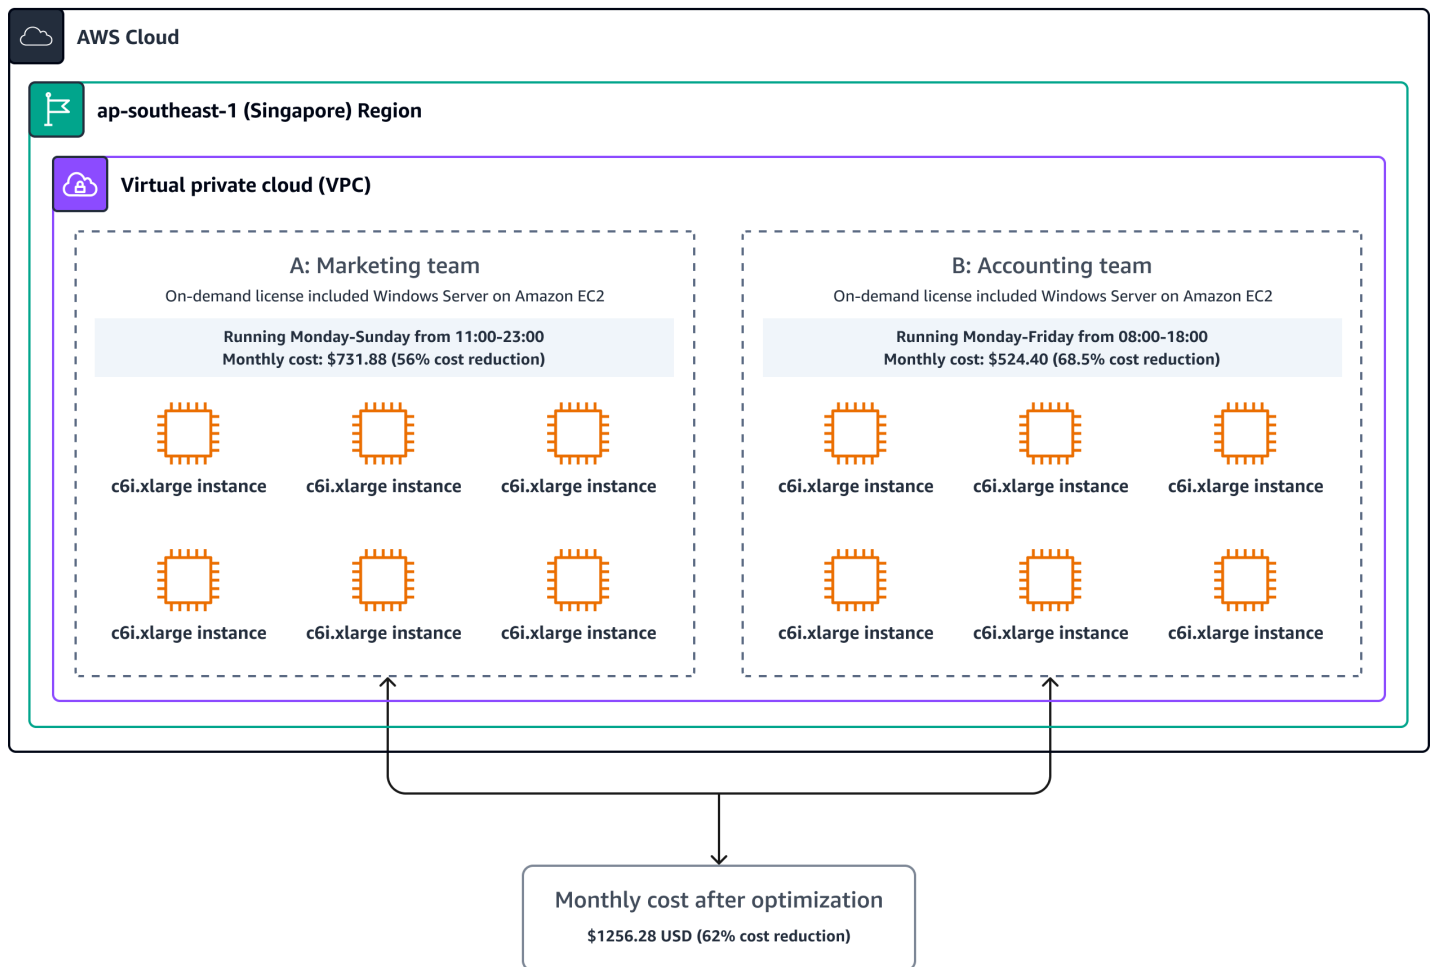 AWS Cloud
ap-southeast-1 (Singapore) Region
Virtual private cloud (VPC)
A: Marketing team
On-demand license included Windows Server on Amazon EC2
Running Monday-Sunday from 11:00-23:00
Monthly cost: $731.88 (56% cost reduction)
c6i.xlarge instance
c6i.xlarge instance
c6i.xlarge instance
c6i.xlarge instance
c6i.xlarge instance
c6i.xlarge instance
B: Accounting team
On-demand license included Windows Server on Amazon EC2
Running Monday-Friday from 08:00-18:00
Monthly cost: $524.40 (68.5% cost reduction)
c6i.xlarge instance
c6i.xlarge instance
c6i.xlarge instance
c6i.xlarge instance
c6i.xlarge instance
c6i.xlarge instance
Monthly cost after optimization
$1256.28 USD (62% cost reduction)